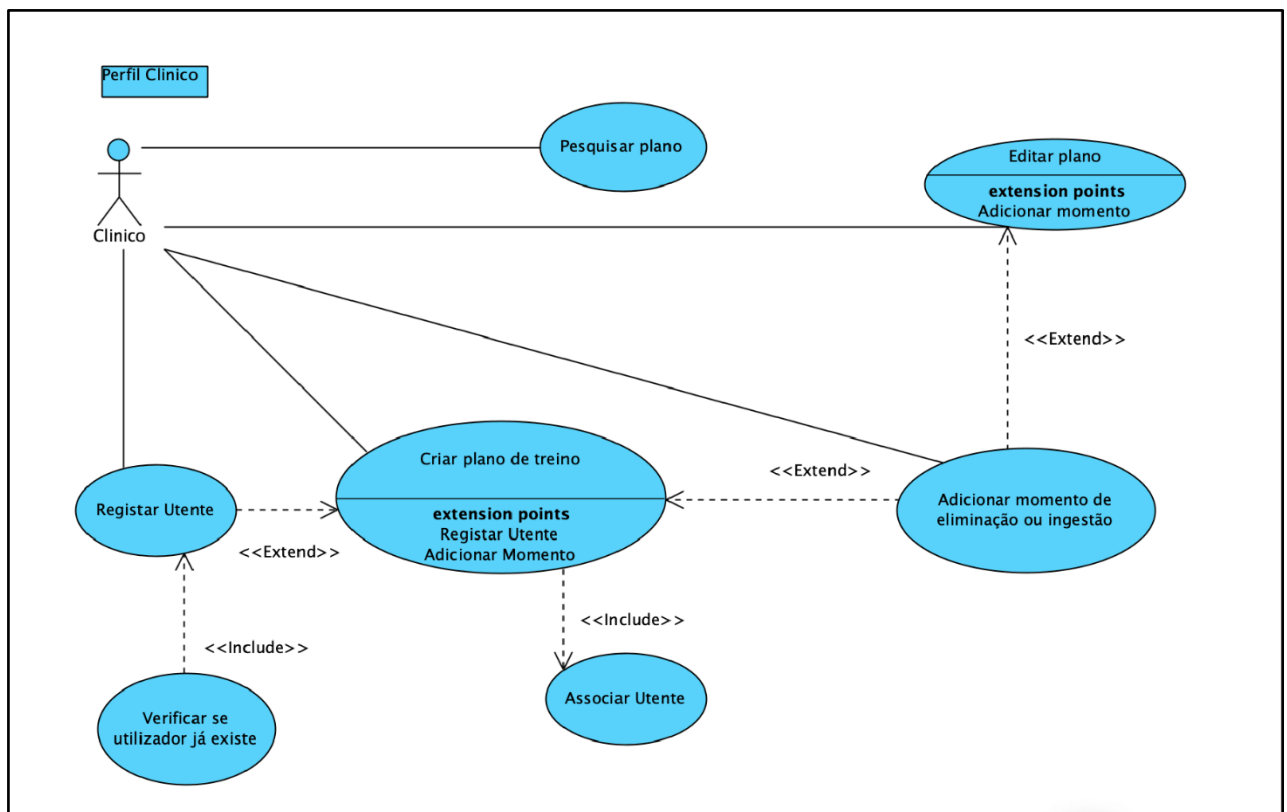 Perfil Clinico
Pesquisar plano
Editar plano
extension points
Adicionar momento
Clinico
<<Extend>>
Criar plano de treino
extension points
Registar Utente
Adicionar Momento
<<Extend>>
Adicionar momento de
eliminação ou ingestão
Registar Utente
<<Extend>>
<<Include>>
<<Include>>
Associar Utente
Verificar se
utilizador já existe